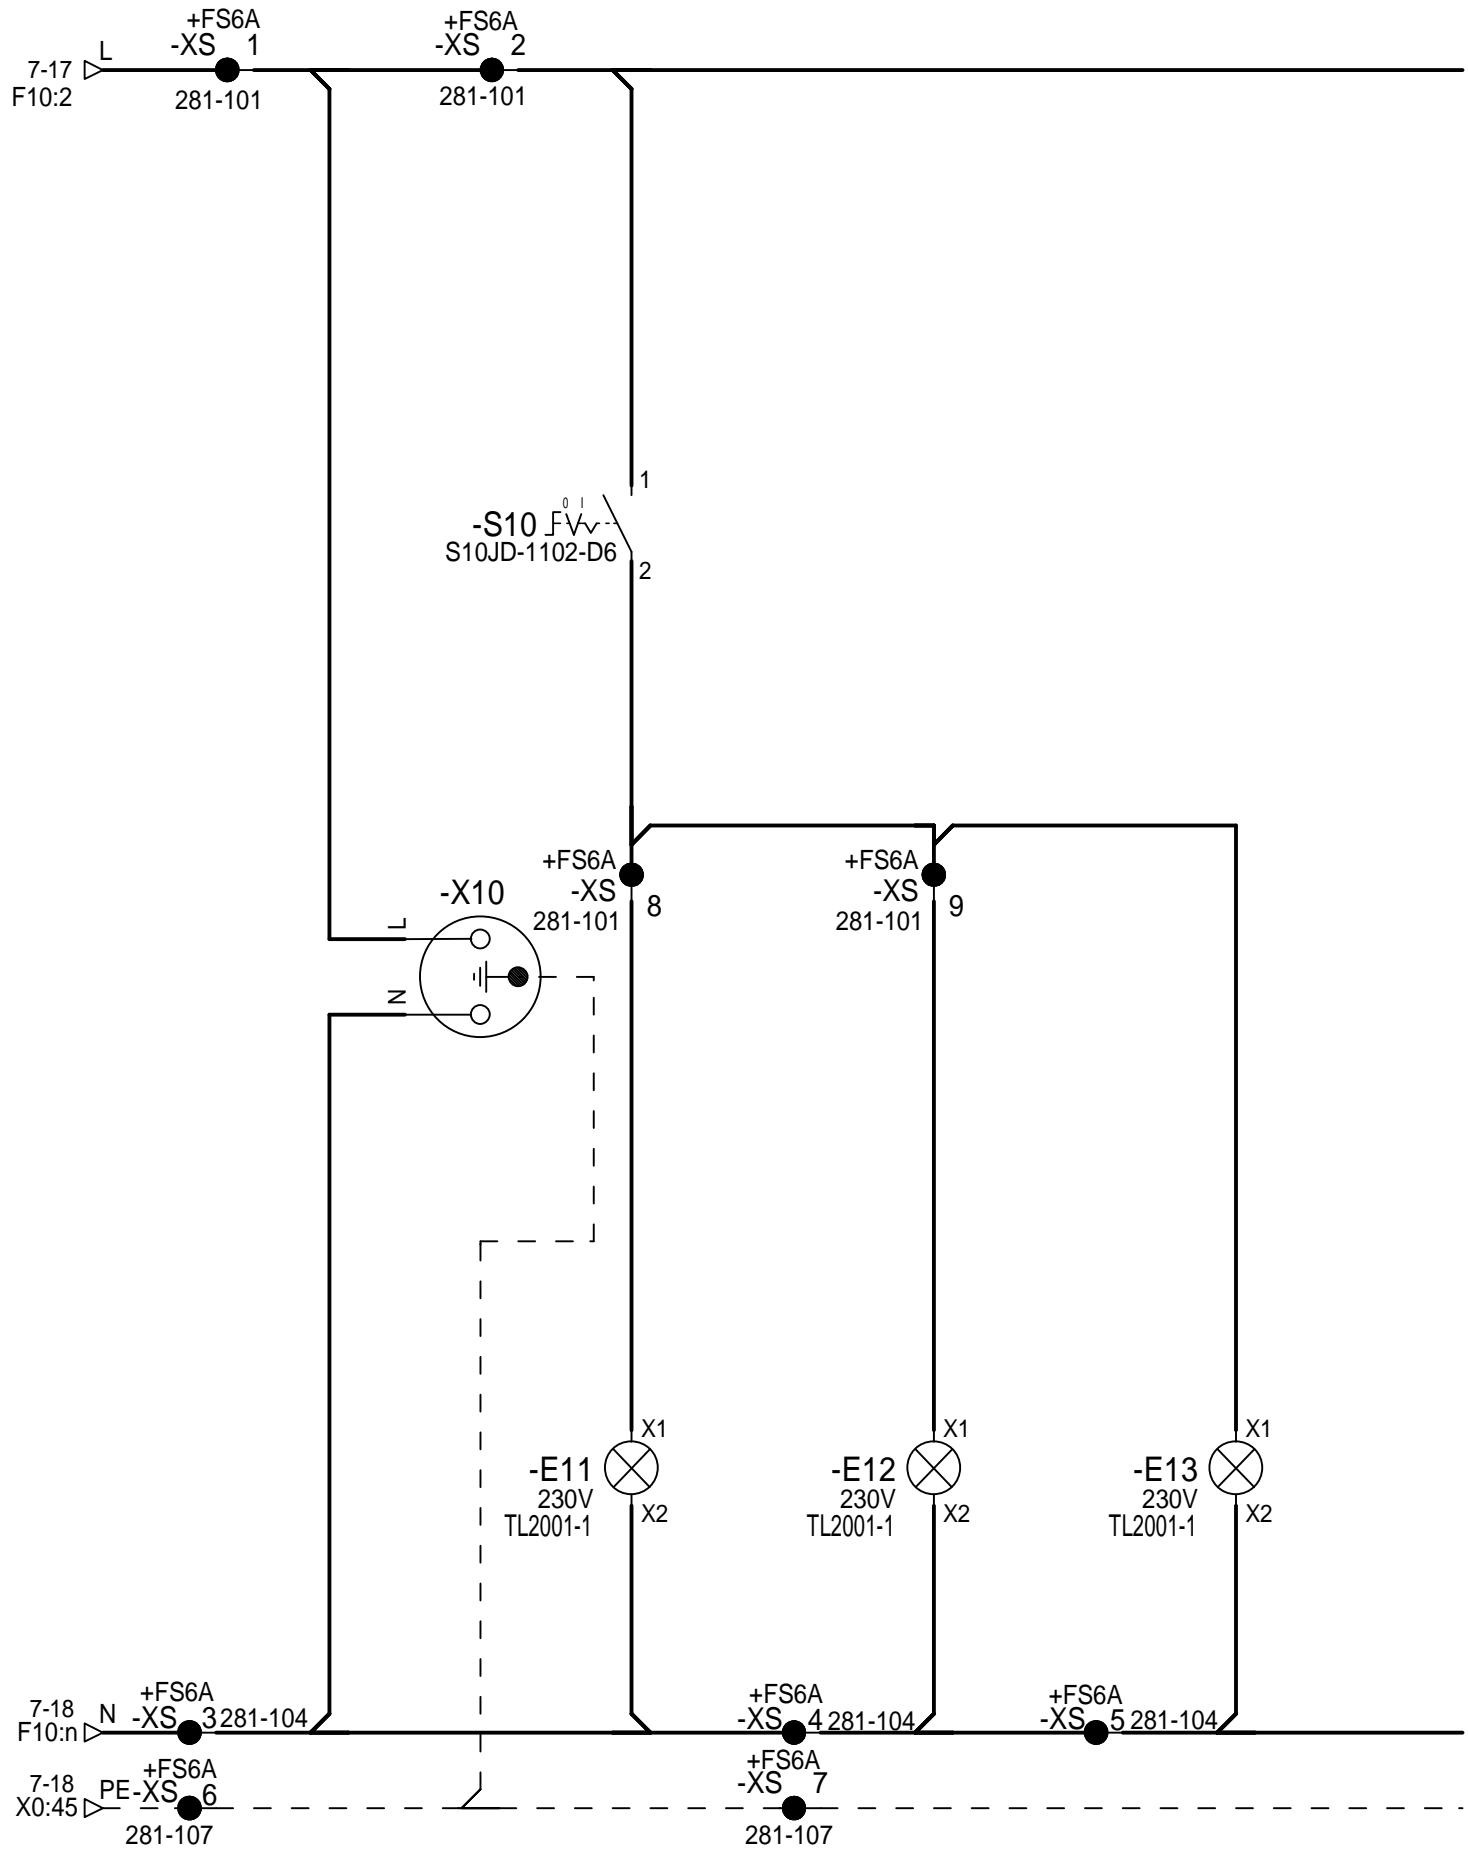 +FS6A
-XS 1
281-101
+FS6A
-XS 2
281-101
L
7-17
F10:2
1
0 I
-S10
S10JD-1102-D6
2
-X10
L
N
+FS6A
-XS
8
281-101
+FS6A
-XS
9
281-101
X1
-E11
230V
X2
TL2001-1
X1
-E12
230V
X2
TL2001-1
X1
-E13
230V
X2
TL2001-1
7-18
F10:n
N
+FS6A
-XS 3 281-104
+FS6A
-XS 4 281-104
+FS6A
-XS 5 281-104
7-18
X0:45
PE
+FS6A
-XS 6
281-107
+FS6A
-XS 7
281-107